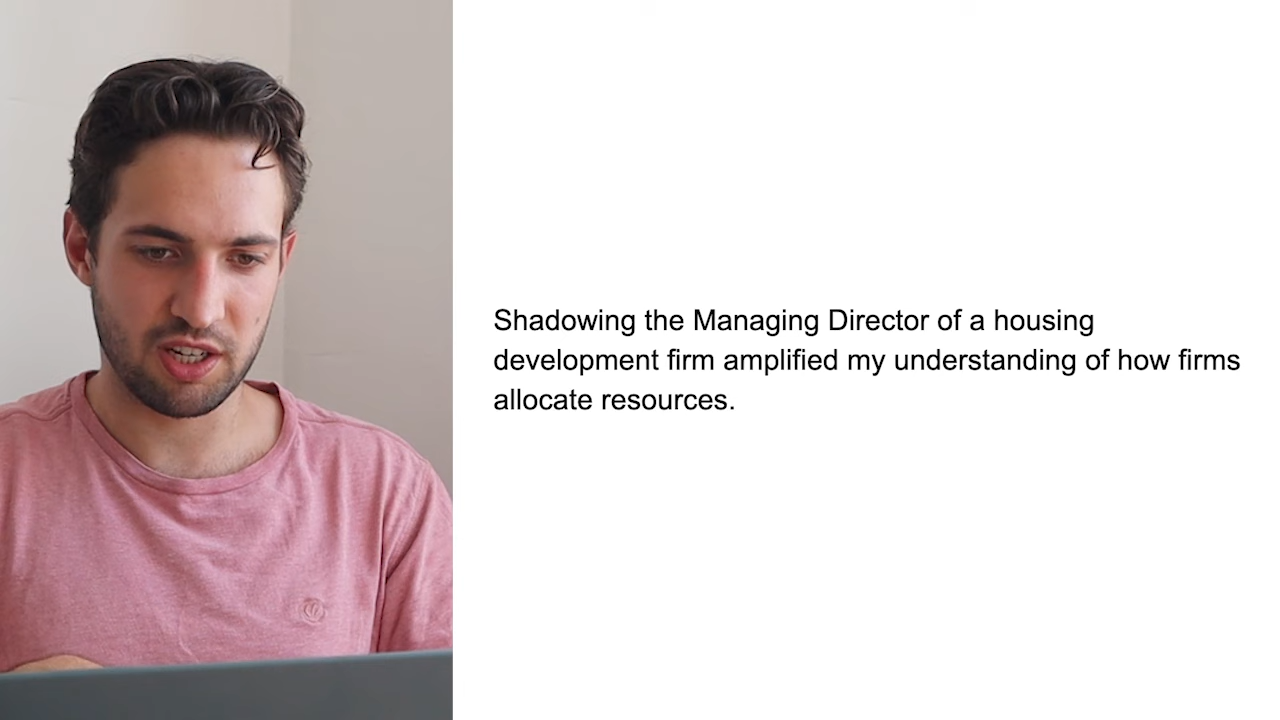 Shadowing the Managing Director of a housing
development firm amplified my understanding of how firms
allocate resources.